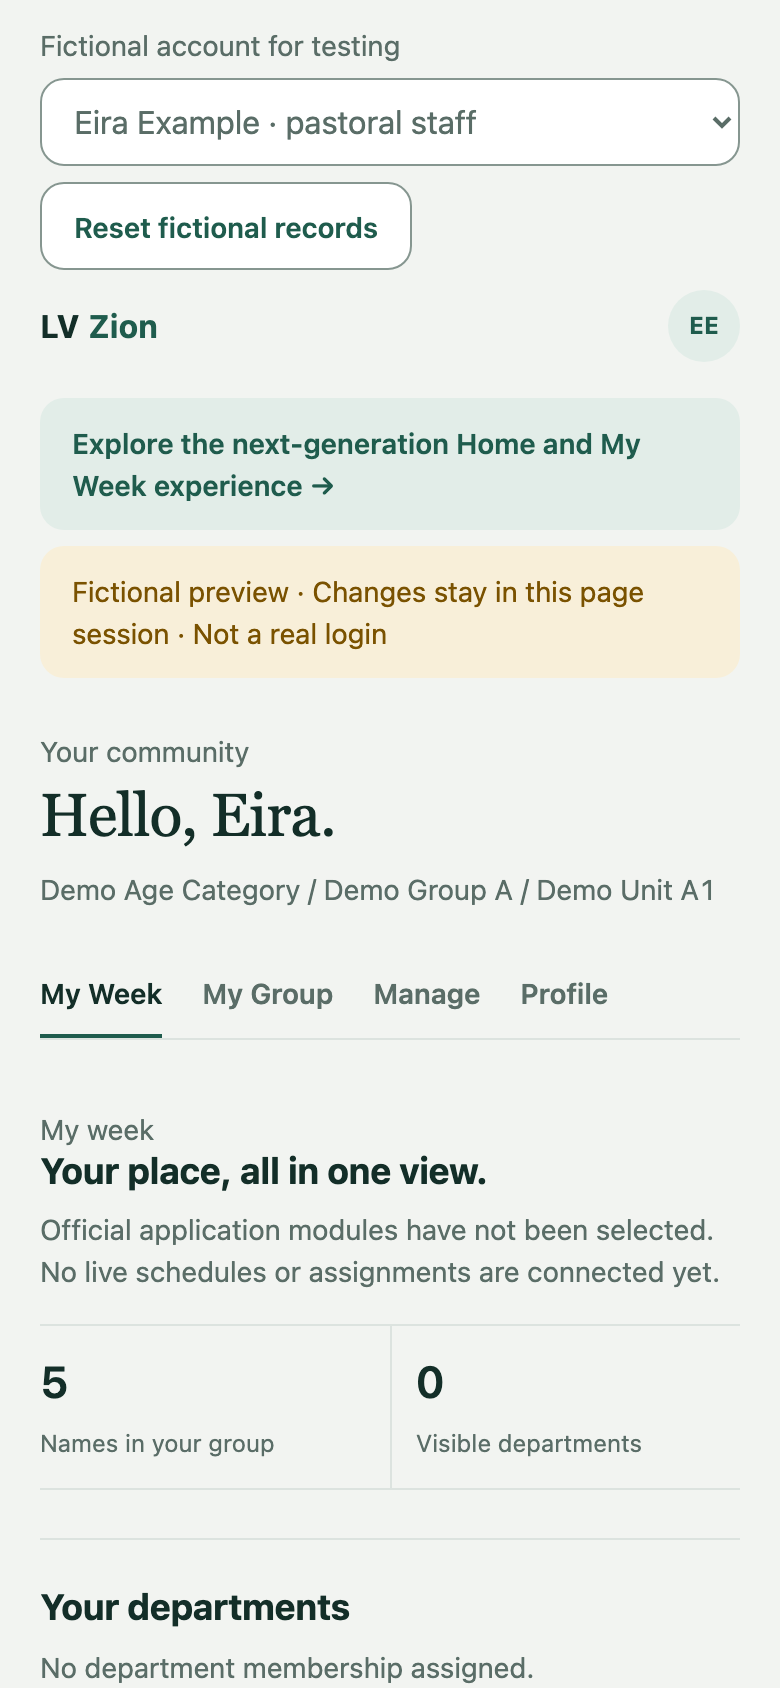 Fictional account for testing
Eira Example · pastoral staff
Reset fictional records
LV Zion
EE
Explore the next-generation Home and My
Week experience →
Fictional preview · Changes stay in this page
session · Not a real login
Your community
Hello, Eira.
Demo Age Category / Demo Group A / Demo Unit A1
My Week My Group Manage Profile
My week
Your place, all in one view.
Official application modules have not been selected.
No live schedules or assignments are connected yet.
5
Names in your group
0
Visible departments
Your departments
No department membership assigned.